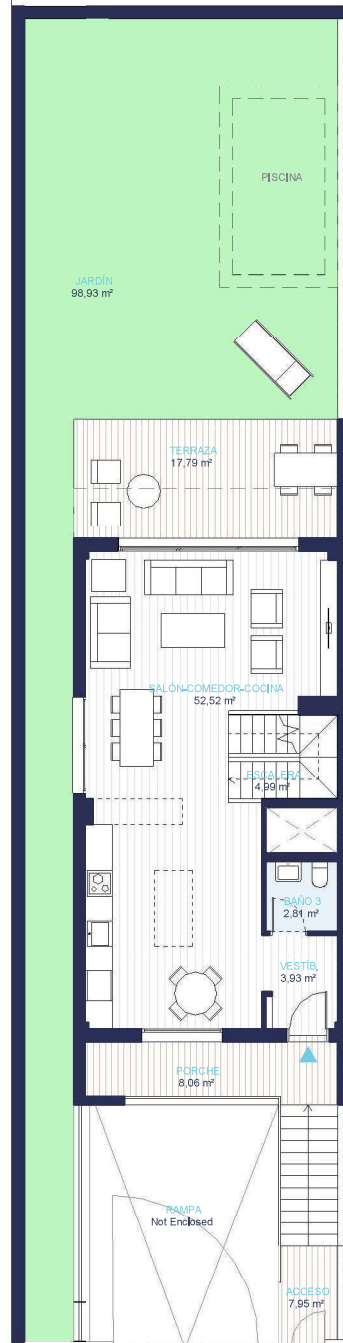 PISCINA
JARDÍN
98,93 m²
TERRAZA
17,79 m²
SALÓN-COMEDOR-COCINA
52,52 m²
ESCALERA
4,99 m²
BAÑO 3
2,81 m²
VESTÍB.
3,93 m²
PORCHE
8,06 m²
RAMPA
Not Enclosed
ACCESO
7,95 m²